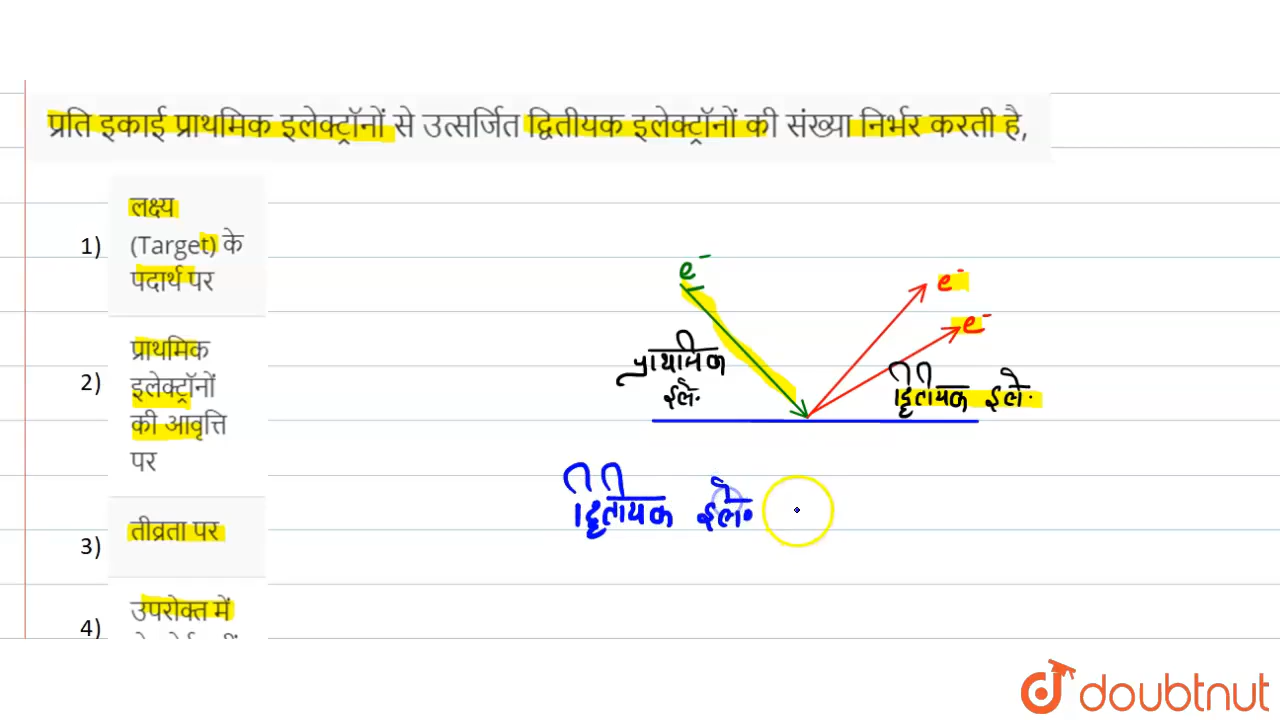 प्रति इकाई प्राथमिक इलेक्ट्रॉनों से उत्सर्जित द्वितीयक इलेक्ट्रॉनों की संख्या निर्भर करती है,
1) लक्ष्य
(Target) के
पदार्थ पर
2) प्राथमिक
इलेक्ट्रॉनों
की आवृत्ति
पर
3) तीव्रता पर
4) उपरोक्त में
e⁻
e⁻
e⁻
प्राथमिक
इले.
द्वितीयक इले.
द्वितीयक इले.
doubtnut